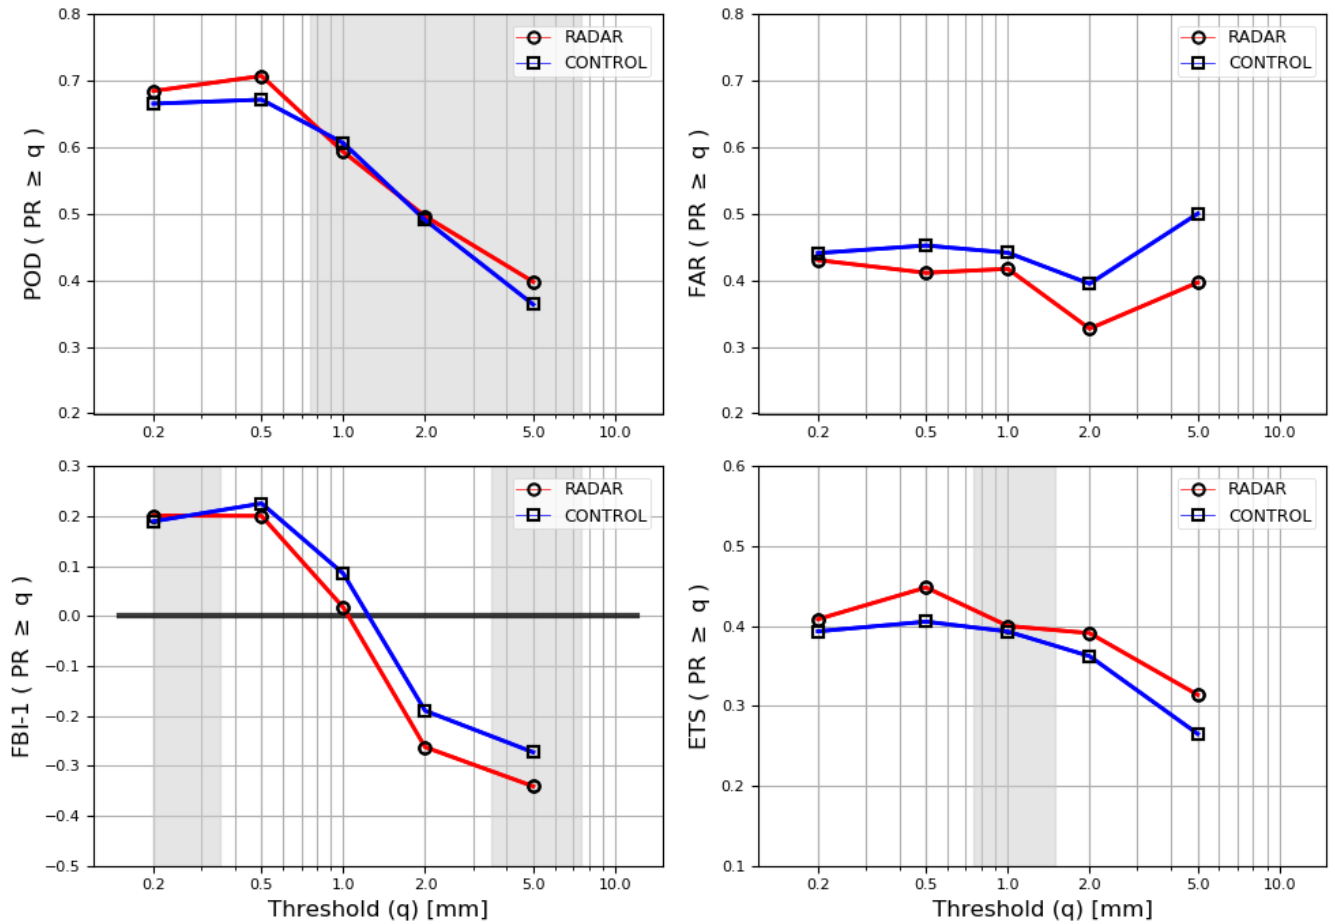 0.8
0.7
0.6
0.5
0.4
0.3
0.2
POD ( PR ≥ q )
RADAR
CONTROL
0.2 0.5 1.0 2.0 5.0 10.0
0.8
0.7
0.6
0.5
0.4
0.3
0.2
FAR ( PR ≥ q )
RADAR
CONTROL
0.2 0.5 1.0 2.0 5.0 10.0
0.3
0.2
0.1
0.0
−0.1
−0.2
−0.3
−0.4
−0.5
FBI-1 ( PR ≥ q )
RADAR
CONTROL
0.2 0.5 1.0 2.0 5.0 10.0
Threshold (q) [mm]
0.6
0.5
0.4
0.3
0.2
0.1
ETS ( PR ≥ q )
RADAR
CONTROL
0.2 0.5 1.0 2.0 5.0 10.0
Threshold (q) [mm]